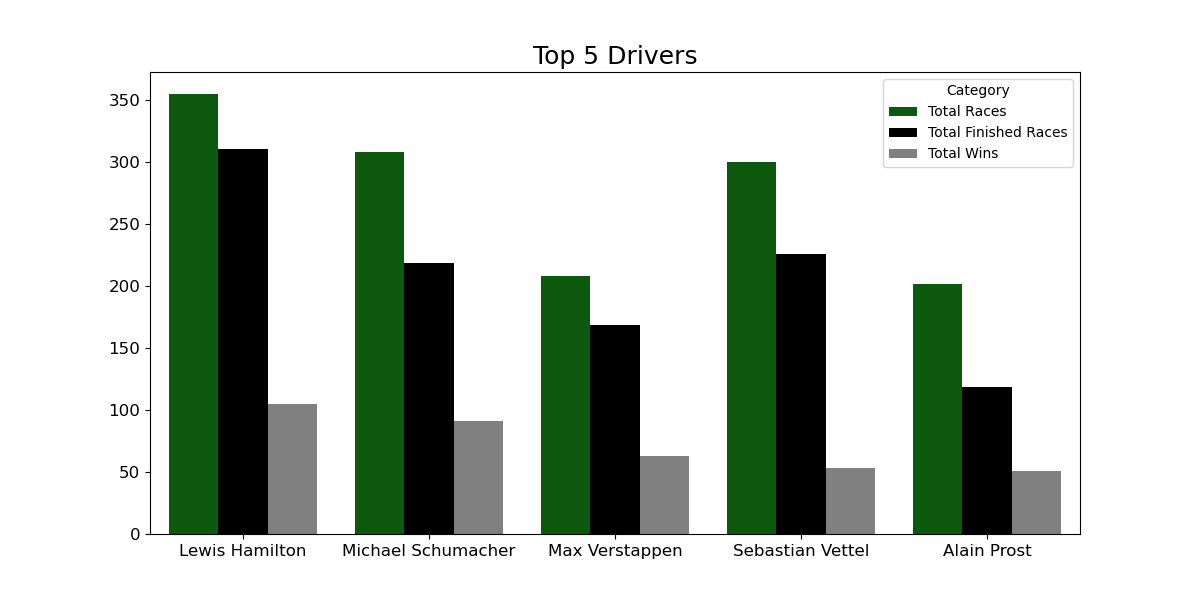 Top 5 Drivers
Category
Total Races
Total Finished Races
Total Wins
350
300
250
200
150
100
50
0
Lewis Hamilton Michael Schumacher Max Verstappen Sebastian Vettel Alain Prost